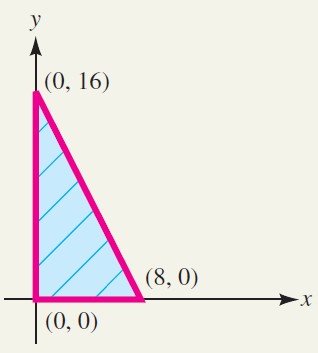 y
(0, 16)
(8, 0)
x
(0, 0)